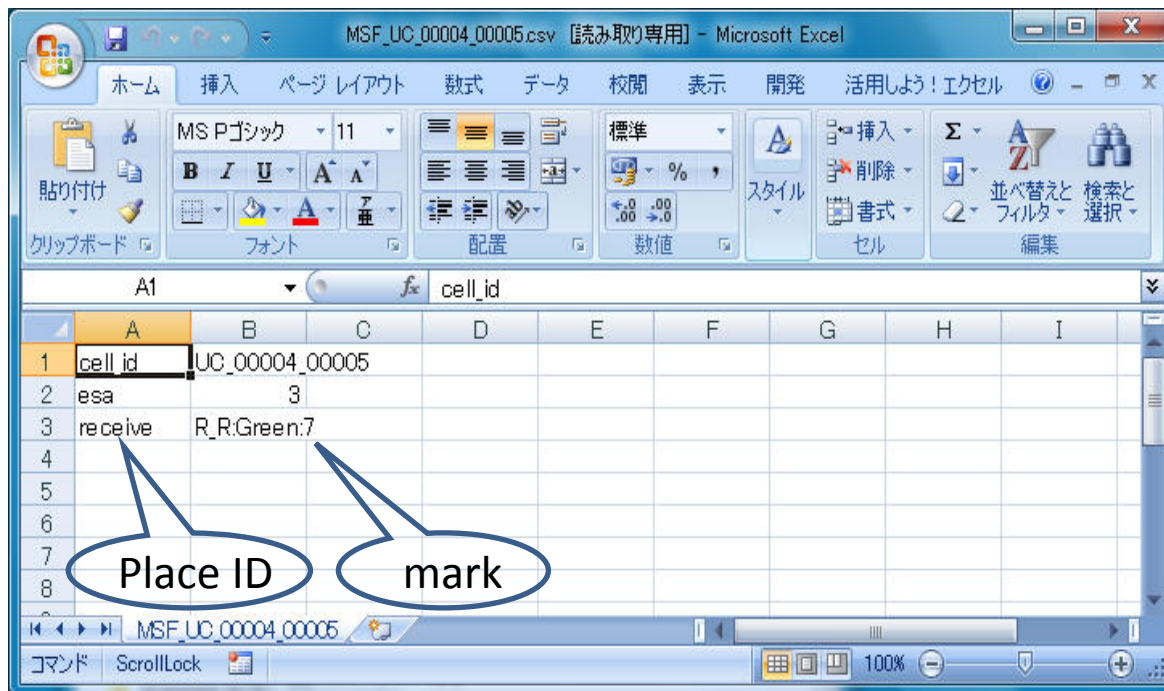 MSF_UC_00004_00005.csv [読み取り専用] - Microsoft Excel
ホーム 挿入 ページ レイアウト 数式 データ 校閲 表示 開発 活用しよう!エクセル
MS Pゴシック 11 標準 挿入 Σ
B I U A A % , 削除
貼り付け スタイル 並べ替えと 検索と
A ア亜 .0 .00 .00 .0 書式 フィルタ 選択
クリップボード フォント 配置 数値 セル 編集
A1 fx cell_id
A B C D E F G H I
1 cell_id UC_00004_00005
2 esa 3
3 receive R_R:Green:7
4
5
6
7
8
Place ID mark
MSF_UC_00004_00005
コマンド ScrollLock 100%